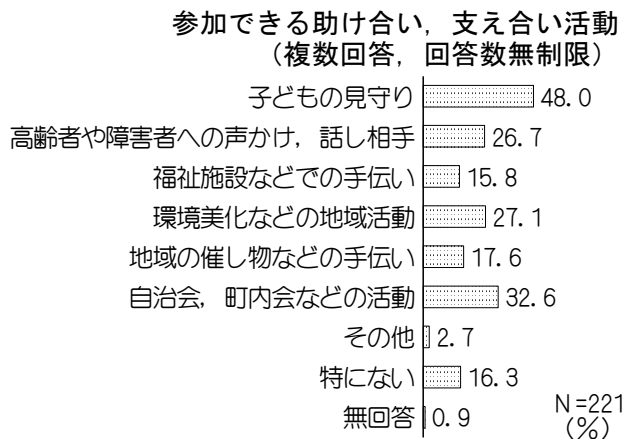 参加できる助け合い，支え合い活動
（複数回答，回答数無制限）
子どもの見守り 48.0
高齢者や障害者への声かけ，話し相手 26.7
福祉施設などでの手伝い 15.8
環境美化などの地域活動 27.1
地域の催し物などの手伝い 17.6
自治会，町内会などの活動 32.6
その他 2.7
特にない 16.3
無回答 0.9
N=221
(%)